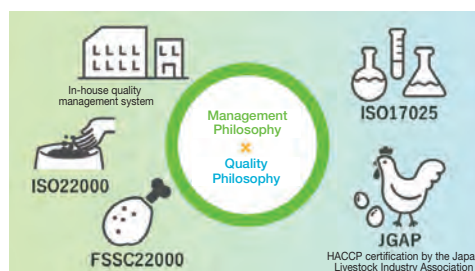 In-house quality
management system
ISO22000
FSSC22000
Management
Philosophy
×
Quality
Philosophy
ISO17025
JGAP
HACCP certification by the Japa
Livestock Industry Association